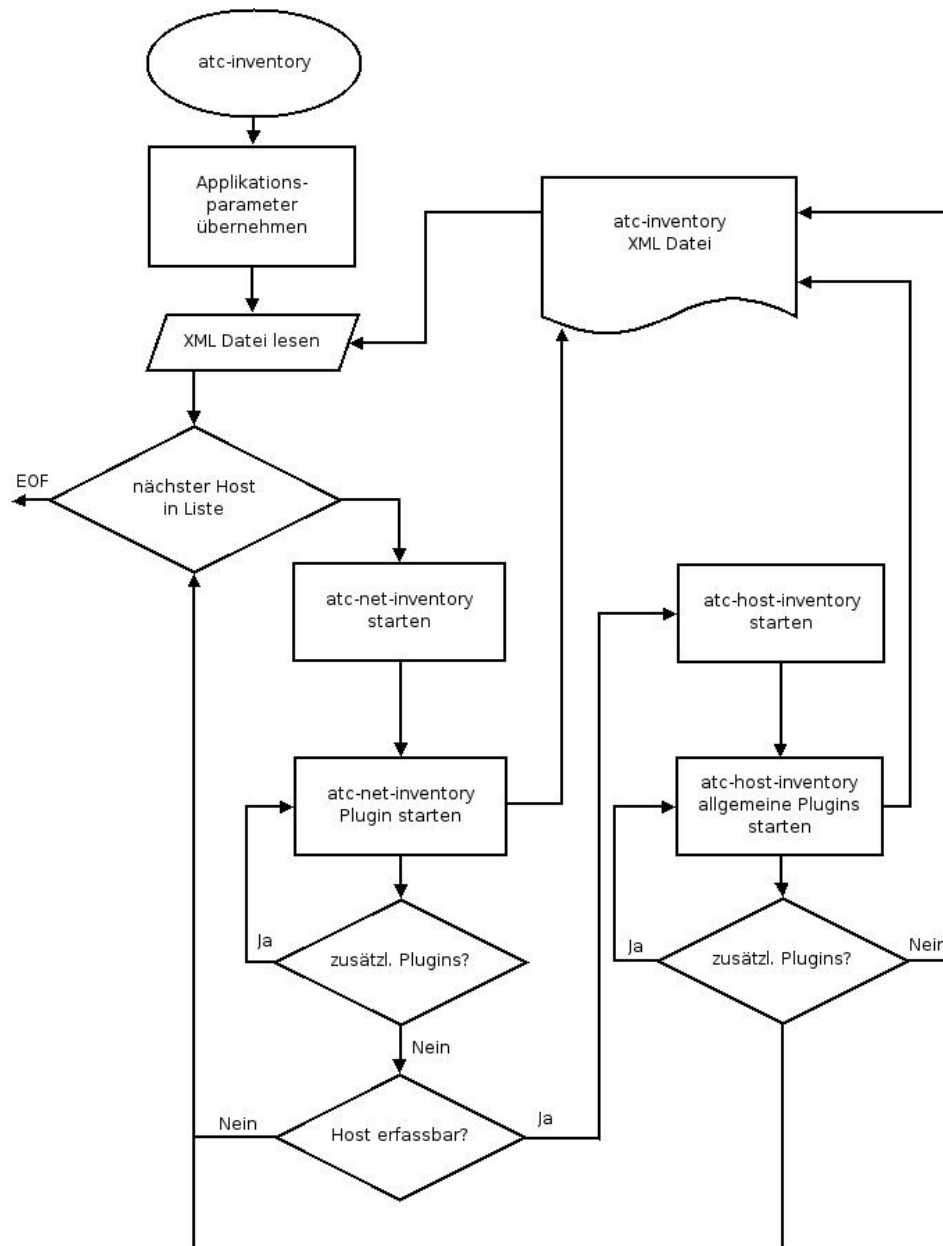 atc-inventory
Applikations-
parameter
übernehmen
atc-inventory
XML Datei
XML Datei lesen
EOF
nächster Host
in Liste
atc-net-inventory
starten
atc-host-inventory
starten
atc-net-inventory
Plugin starten
atc-host-inventory
allgemeine Plugins
starten
Ja
zusätzl. Plugins?
Ja
zusätzl. Plugins?
Nein
Nein
Nein
Host erfassbar?
Ja